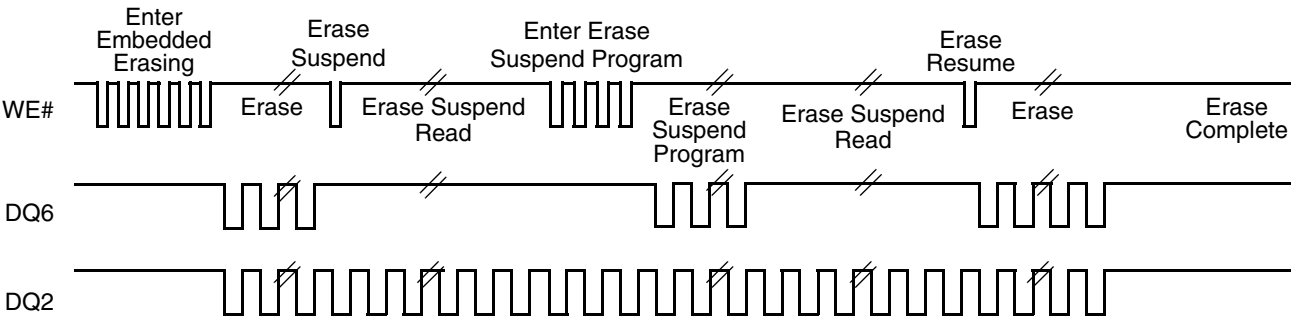 Enter
Embedded
Erasing
Erase
Suspend
Enter Erase
Suspend Program
Erase
Resume
WE#
Erase
Erase Suspend
Read
Erase
Suspend
Program
Erase Suspend
Read
Erase
Erase
Complete
DQ6
DQ2